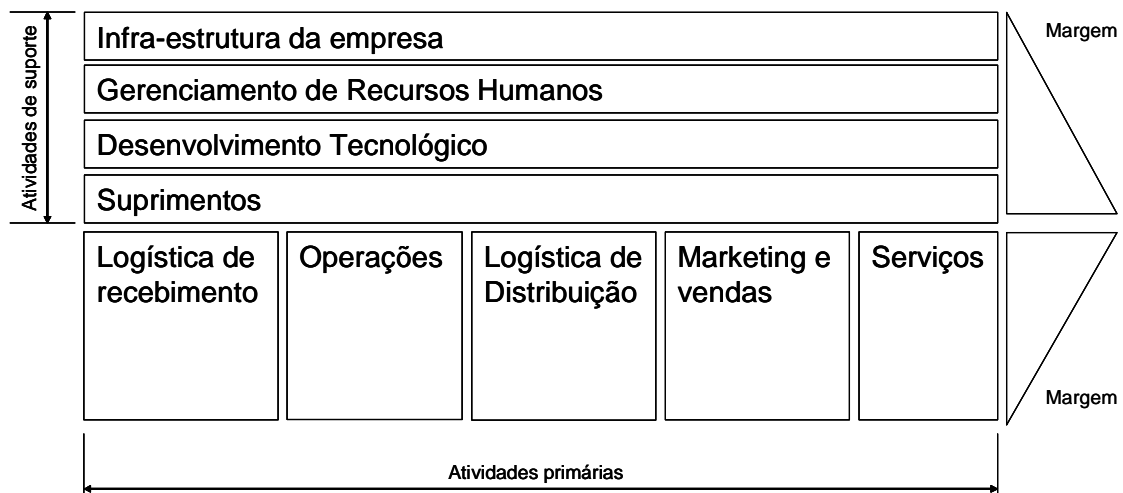 Atividades de suporte
Infra-estrutura da empresa
Margem
Gerenciamento de Recursos Humanos
Desenvolvimento Tecnológico
Suprimentos
Logística de
recebimento
Operações
Logística de
Distribuição
Marketing e
vendas
Serviços
Margem
Atividades primárias